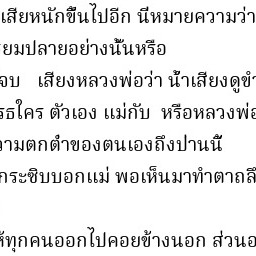 เสียหนักขึ้นไปอีก นี่หมายความว่า
ยมปลายอย่างนั้นหรือ
จบ เสียงหลวงพ่อว่า น้ำเสียงดูขำ
รธใคร ตัวเอง แม่กับ หรือหลวงพ่อ
วามตกต่ำของตนเองถึงปานนี้
กระซิบบอกแม่ พอเห็นมาทำตาถลึ
ห้ทุกคนออกไปคอยข้างนอก ส่วนอ